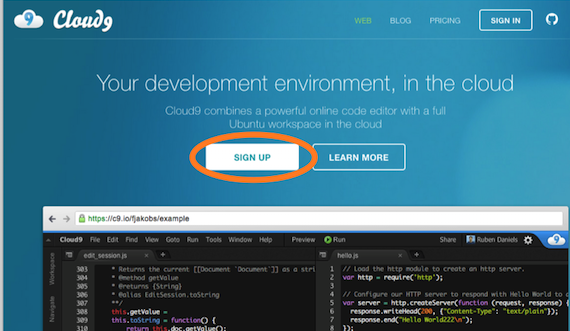 9 Cloud9 WEB BLOG PRICING SIGN IN
Your development environment, in the cloud
Cloud9 combines a powerful online code editor with a full
Ubuntu workspace in the cloud
SIGN UP LEARN MORE
https://c9.io/fjakobs/example
Cloud9 File Edit Find View Goto Run Tools Window Help Preview Run Share Ruben Daniels 9
Workspace
Navigate
edit_session.js
303 * Returns the current [[Document `Document`]] as a stri
304 * @method getValue
305 * @returns {String}
306 * @alias EditSession.toString
307 **/
308 this.getValue =
309 this.toString = function() {
310 return this.doc.getValue();
hello.js
// Load the http module to create an http server.
var http = require('http');
// Configure our HTTP server to respond with Hello World to
var server = http.createServer(function (request, response) {
response.writeHead(200, {"Content-Type": "text/plain"});
response.end("Hello WorldZZZ\n");
});